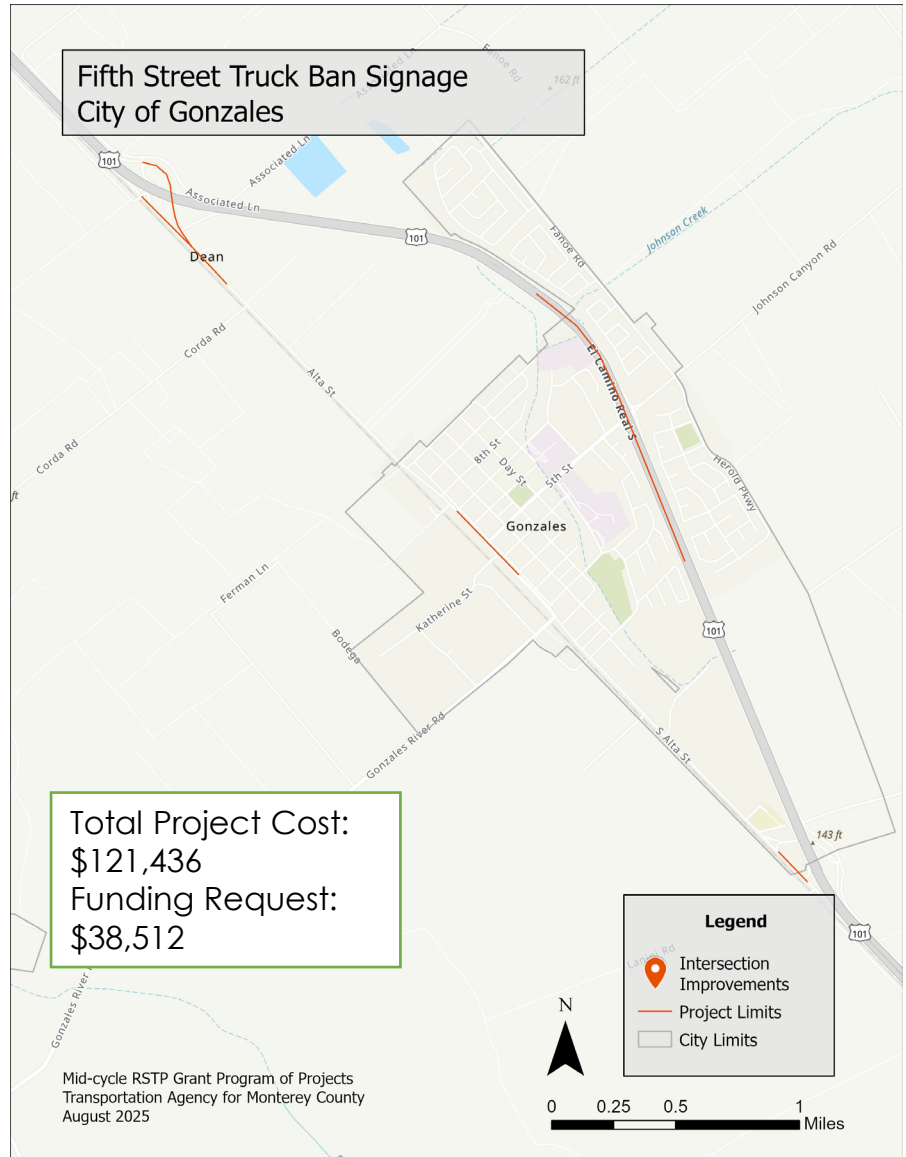 Fifth Street Truck Ban Signage
City of Gonzales
Fanoe Rd
162 ft
Associated Ln
101
Associated Ln
Associated Ln
101
Dean
Fanoe Rd
Johnson Creek
Johnson Canyon Rd
Corda Rd
Alta St
El Camino Real S
8th St
Day St
5th St
Corda Rd
Herold Pkwy
ft
Gonzales
Ferman Ln
Katherine St
Bodega
101
Gonzales River Rd
S Alta St
143 ft
Total Project Cost:
$121,436
Funding Request:
$38,512
101
Legend
Intersection
Improvements
Project Limits
City Limits
Gonzales River
N
Mid-cycle RSTP Grant Program of Projects
Transportation Agency for Monterey County
August 2025
0 0.25 0.5 1
Miles